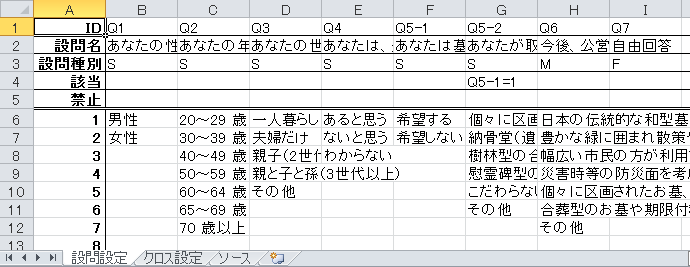 A B C D E F G H I
1 ID Q1 Q2 Q3 Q4 Q5-1 Q5-2 Q6 Q7
2 設問名 あなたの性 あなたの年 あなたの世 あなたは、 あなたは墓 あなたが取 今後、公営 自由回答
3 設問種別 S S S S S S M F
4 該当 Q5-1=1
5 禁止
6 1 男性 20～29 歳 一人暮らし あると思う 希望する 個々に区画 日本の伝統的な和型墓
7 2 女性 30～39 歳 夫婦だけ ないと思う 希望しない 納骨堂（遺 豊かな緑に囲まれ散策
8 3 40～49 歳 親子(2世 わからない 樹林型の合 幅広い市民の方が利用
9 4 50～59 歳 親と子と孫(3世代以上) 慰霊碑型の 災害時等の防災面を考
10 5 60～64 歳 その他 こだわらな 個々に区画されたお墓、
11 6 65～69 歳 その他 合葬型のお墓や期限付
12 7 70 歳以上 その他
13 8
設問設定 クロス設定 ソース